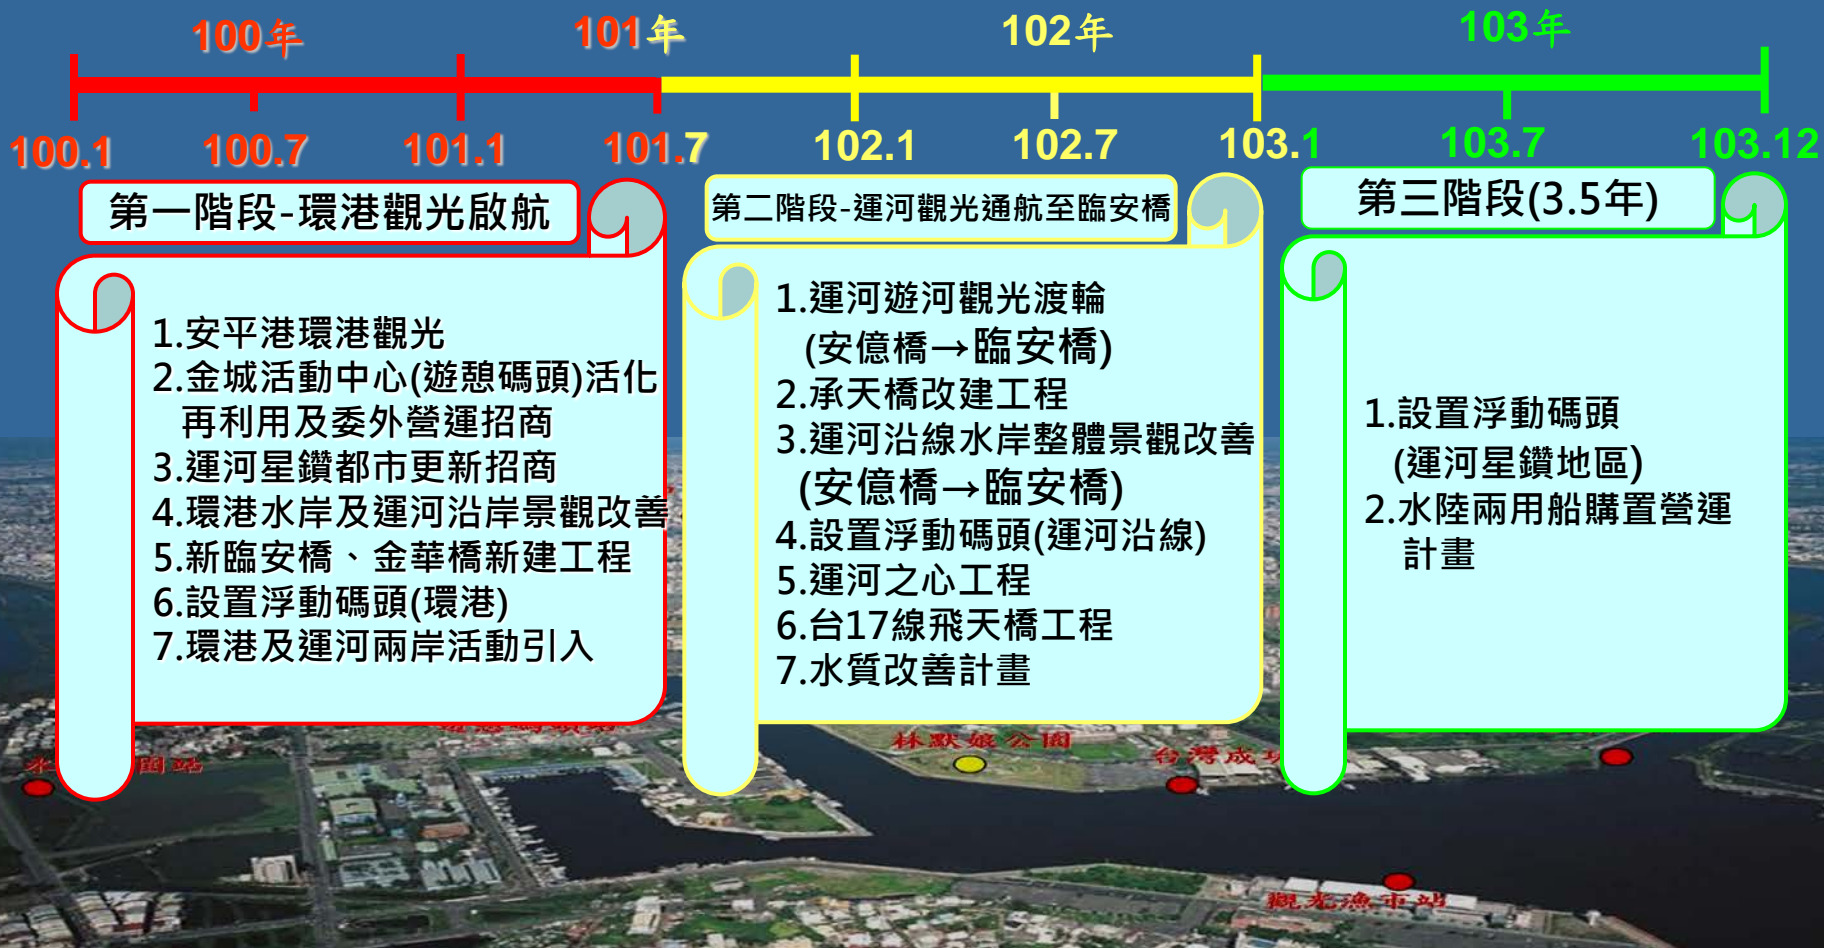 100年
101年
102年
103年
100.1
100.7
101.1
101.7
102.1
102.7
103.1
103.7
103.12
第一階段-環港觀光啟航
1.安平港環港觀光
2.金城活動中心(遊憩碼頭)活化
再利用及委外營運招商
3.運河星鑽都市更新招商
4.環港水岸及運河沿岸景觀改善
5.新臨安橋、金華橋新建工程
6.設置浮動碼頭(環港)
7.環港及運河兩岸活動引入
第二階段-運河觀光通航至臨安橋
1.運河遊河觀光渡輪
(安億橋→臨安橋)
2.承天橋改建工程
3.運河沿線水岸整體景觀改善
(安億橋→臨安橋)
4.設置浮動碼頭(運河沿線)
5.運河之心工程
6.台17線飛天橋工程
7.水質改善計畫
第三階段(3.5年)
1.設置浮動碼頭
(運河星鑽地區)
2.水陸兩用船購置營運
計畫
林默娘公園
台灣成
觀光漁市站